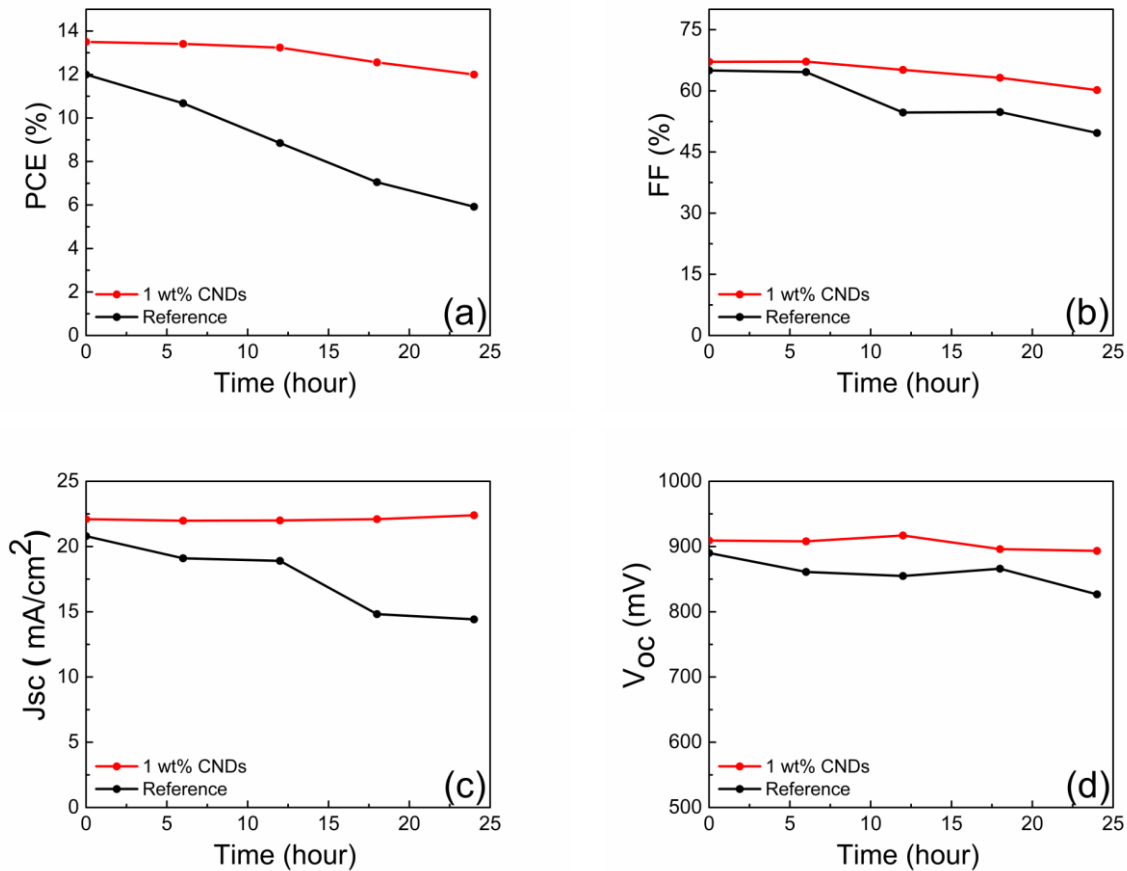 PCE (%)
14
12
10
8
6
4
2
0
1 wt% CNDs
Reference
(a)
0 5 10 15 20 25
Time (hour)
FF (%)
75
60
45
30
15
0
1 wt% CNDs
Reference
(b)
0 5 10 15 20 25
Time (hour)
Jsc ( mA/cm²)
25
20
15
10
5
0
1 wt% CNDs
Reference
(c)
0 5 10 15 20 25
Time (hour)
VOC (mV)
1000
900
800
700
600
500
1 wt% CNDs
Reference
(d)
0 5 10 15 20 25
Time (hour)